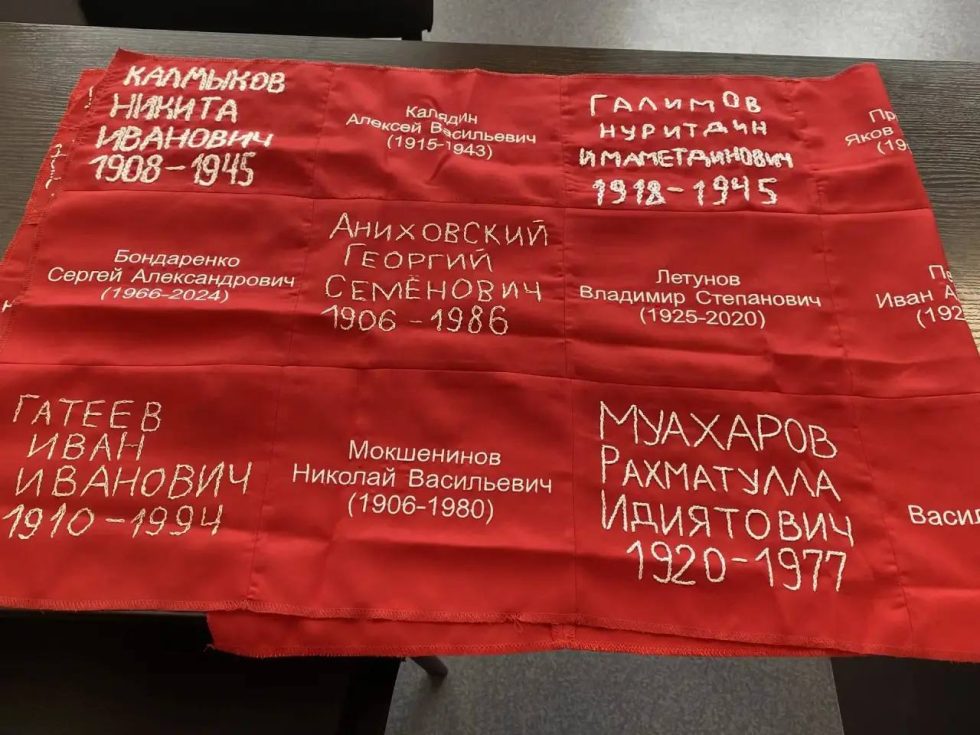 КАЛМЫКОВ
НИКИТА
ИВАНОВИЧ
1908-1945
Калядин
Алексей Васильевич
(1915-1943)
ГАЛИМОВ
НУРИТДИН
ИМАМЕТДИНОВИЧ
1918-1945
Яков
Бондаренко
Сергей Александрович
(1966-2024)
АНИХОВСКИЙ
ГЕОРГИЙ
СЕМЁНОВИЧ
1906-1986
Летунов
Владимир Степанович
(1925-2020)
Иван
ГАТЕЕВ
ИВАН
ИВАНОВИЧ
1910-1994
Мокшенинов
Николай Васильевич
(1906-1980)
МУАХАРОВ
РАХМАТУЛЛА
ИДИЯТОВИЧ
1920-1977